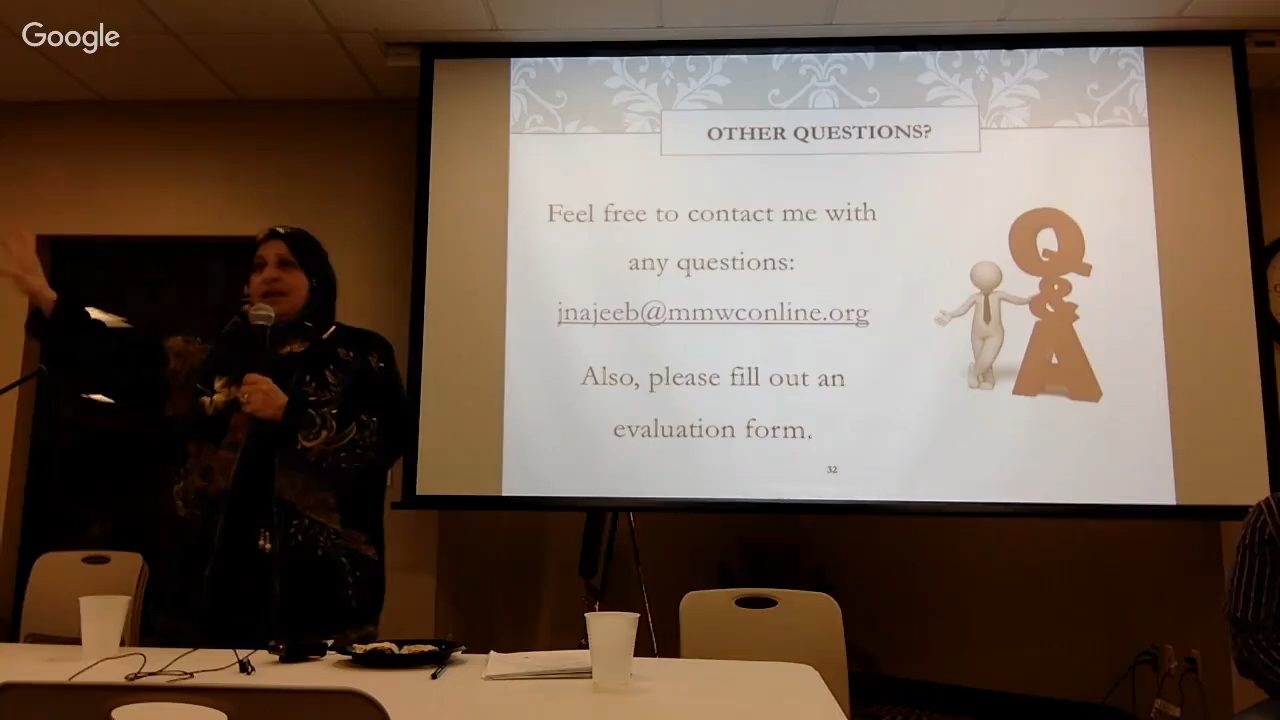 Google
OTHER QUESTIONS?
Feel free to contact me with
any questions:
jnajeeb@mmwconline.org
Also, please fill out an
evaluation form.
Q
&
A
32